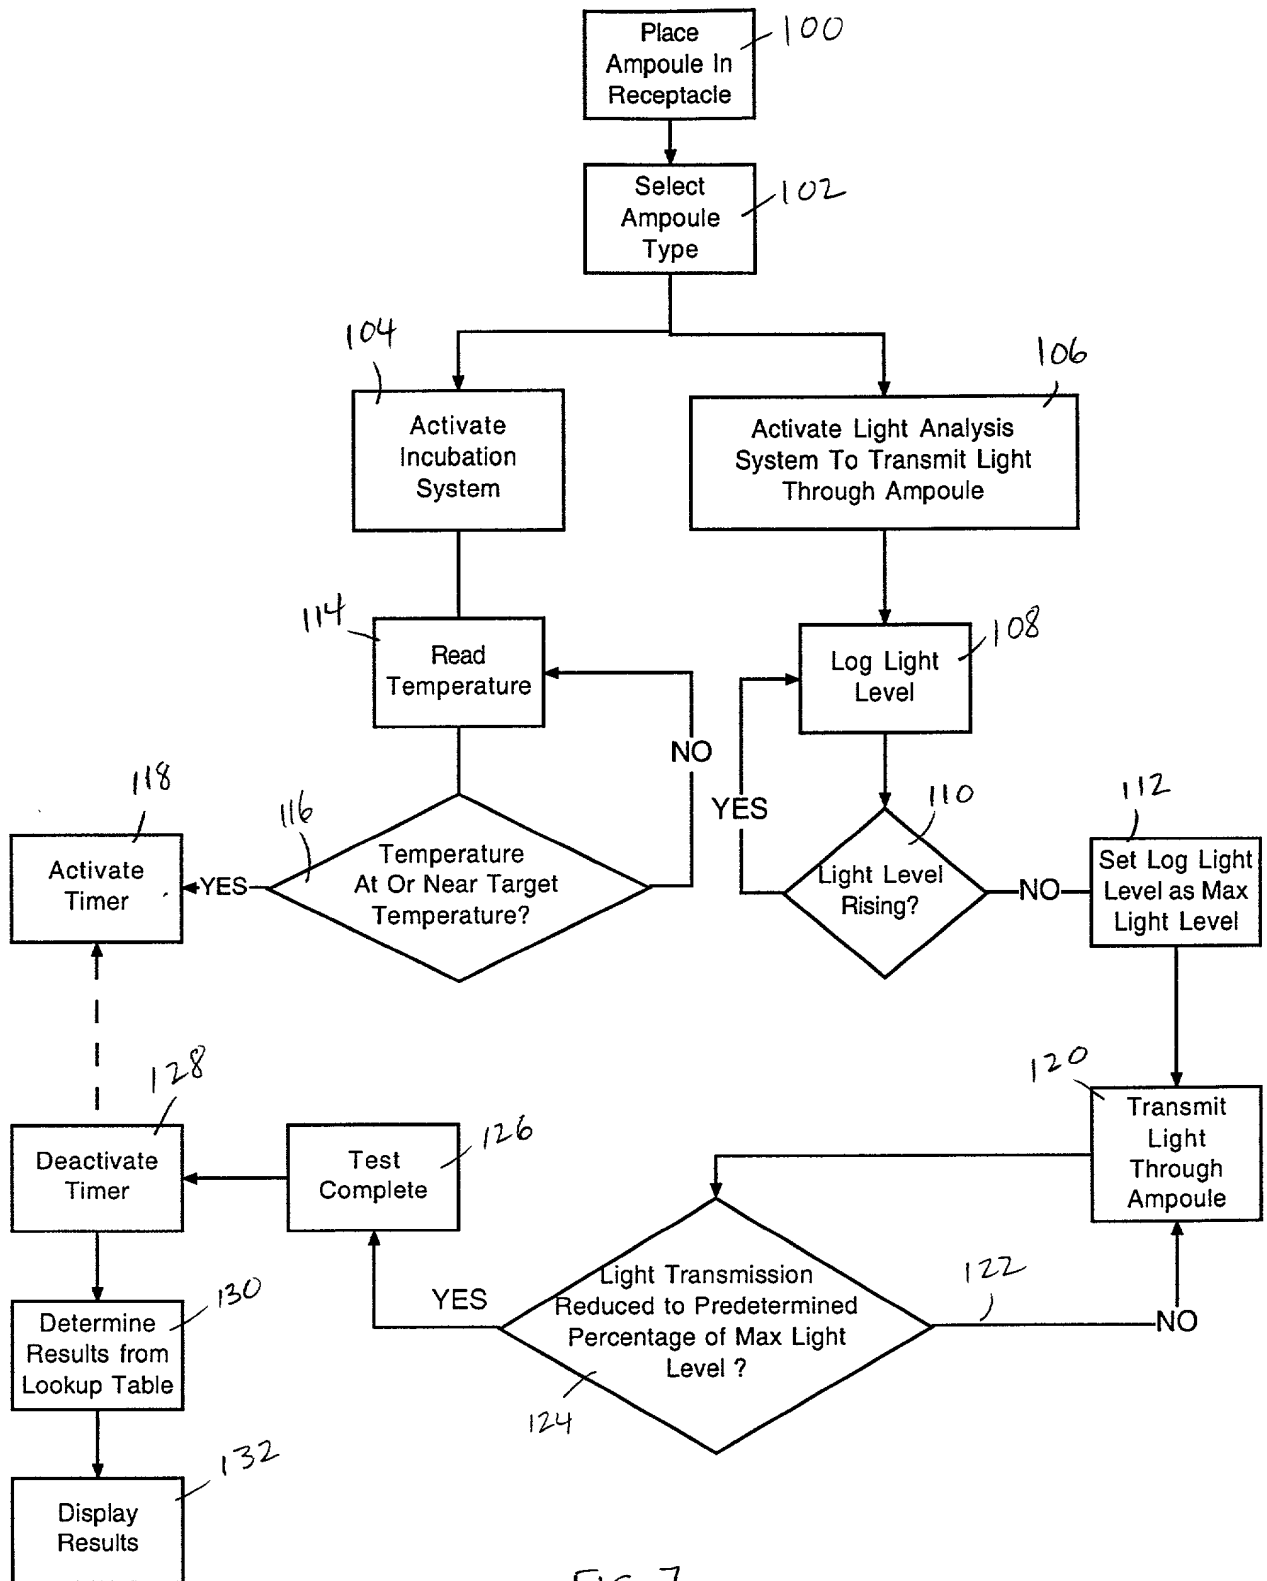 Place
Ampoule In
Receptacle
100
Select
Ampoule
Type
102
104
Activate
Incubation
System
106
Activate Light Analysis
System To Transmit Light
Through Ampoule
114
Read
Temperature
NO
108
Log Light
Level
YES
118
Activate
Timer
YES
116
Temperature
At Or Near Target
Temperature?
110
Light Level
Rising?
NO
112
Set Log Light
Level as Max
Light Level
120
Transmit
Light
Through
Ampoule
128
Deactivate
Timer
126
Test
Complete
YES
Light Transmission
Reduced to Predetermined
Percentage of Max Light
Level ?
124
122
NO
130
Determine
Results from
Lookup Table
132
Display
Results